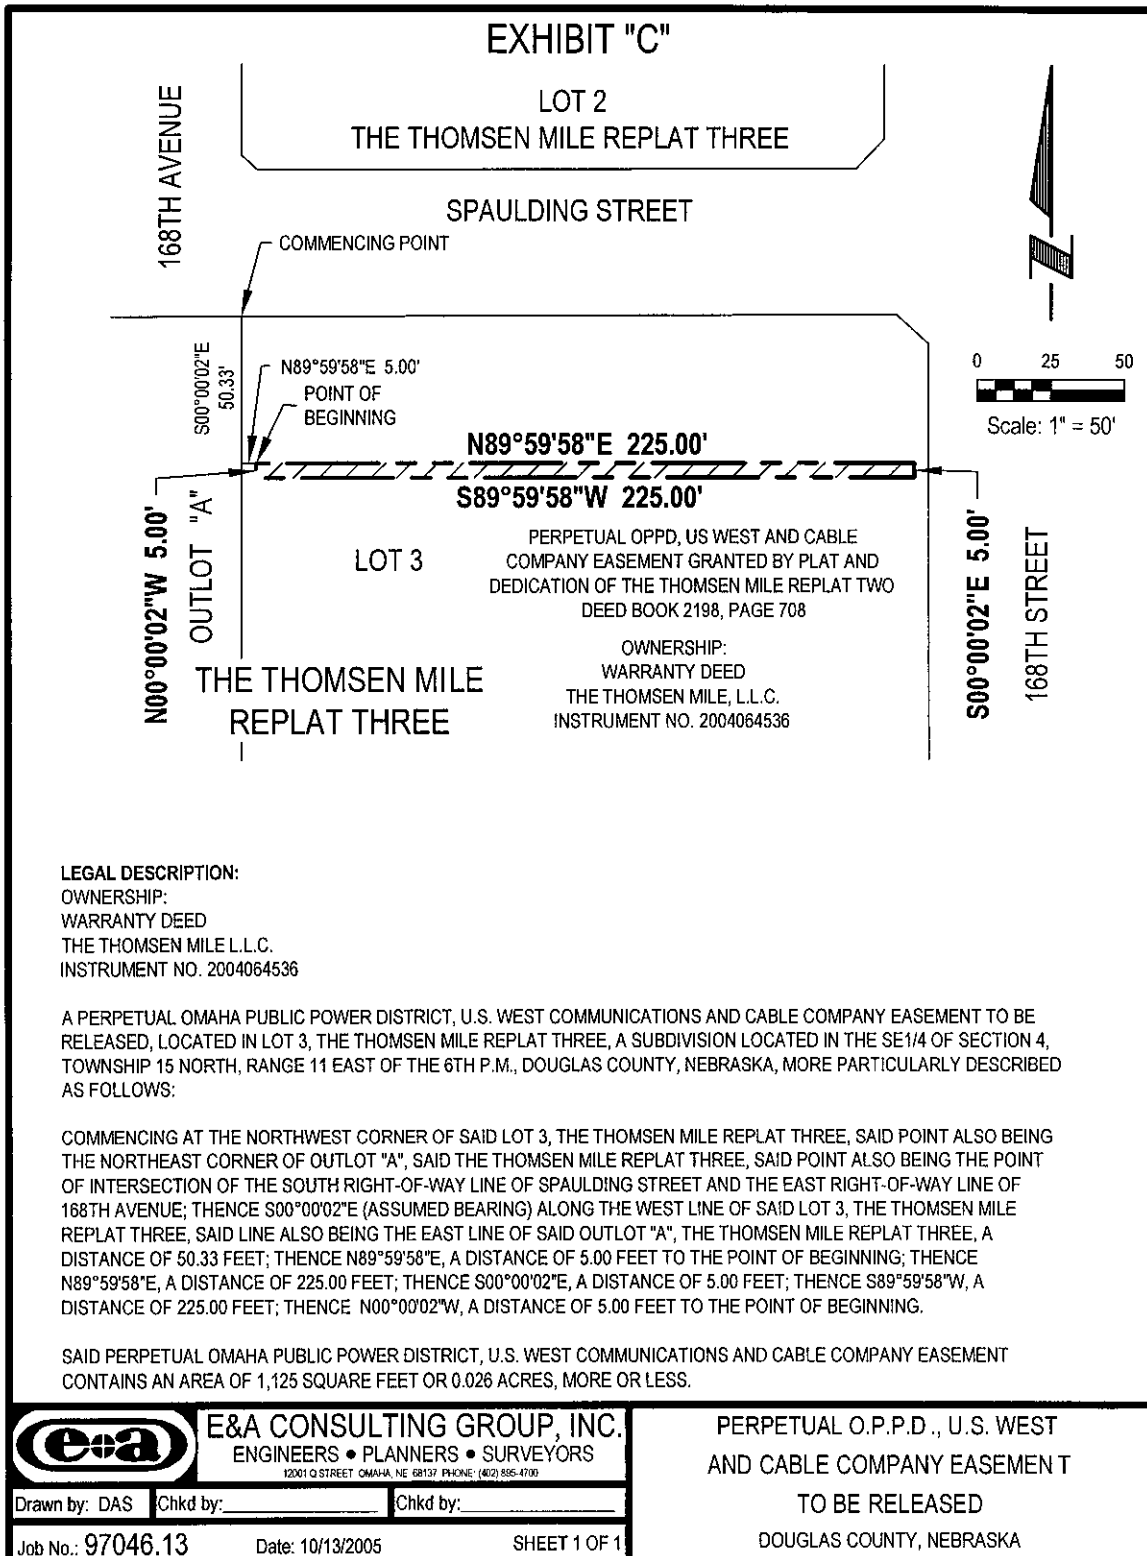 EXHIBIT "C"
LOT 2
THE THOMSEN MILE REPLAT THREE
168TH AVENUE
SPAULDING STREET
COMMENCING POINT
S00°00'02"E
50.33'
N89°59'58"E 5.00'
POINT OF
BEGINNING
0 25 50
Scale: 1" = 50'
N89°59'58"E 225.00'
S89°59'58"W 225.00'
N00°00'02"W 5.00'
OUTLOT "A"
LOT 3
PERPETUAL OPPD, US WEST AND CABLE
COMPANY EASEMENT GRANTED BY PLAT AND
DEDICATION OF THE THOMSEN MILE REPLAT TWO
DEED BOOK 2198, PAGE 708
OWNERSHIP:
WARRANTY DEED
THE THOMSEN MILE, L.L.C.
INSTRUMENT NO. 2004064536
S00°00'02"E 5.00'
168TH STREET
THE THOMSEN MILE
REPLAT THREE
LEGAL DESCRIPTION:
OWNERSHIP:
WARRANTY DEED
THE THOMSEN MILE L.L.C.
INSTRUMENT NO. 2004064536
A PERPETUAL OMAHA PUBLIC POWER DISTRICT, U.S. WEST COMMUNICATIONS AND CABLE COMPANY EASEMENT TO BE
RELEASED, LOCATED IN LOT 3, THE THOMSEN MILE REPLAT THREE, A SUBDIVISION LOCATED IN THE SE1/4 OF SECTION 4,
TOWNSHIP 15 NORTH, RANGE 11 EAST OF THE 6TH P.M., DOUGLAS COUNTY, NEBRASKA, MORE PARTICULARLY DESCRIBED
AS FOLLOWS:
COMMENCING AT THE NORTHWEST CORNER OF SAID LOT 3, THE THOMSEN MILE REPLAT THREE, SAID POINT ALSO BEING
THE NORTHEAST CORNER OF OUTLOT "A", SAID THE THOMSEN MILE REPLAT THREE, SAID POINT ALSO BEING THE POINT
OF INTERSECTION OF THE SOUTH RIGHT-OF-WAY LINE OF SPAULDING STREET AND THE EAST RIGHT-OF-WAY LINE OF
168TH AVENUE; THENCE S00°00'02"E (ASSUMED BEARING) ALONG THE WEST LINE OF SAID LOT 3, THE THOMSEN MILE
REPLAT THREE, SAID LINE ALSO BEING THE EAST LINE OF SAID OUTLOT "A", THE THOMSEN MILE REPLAT THREE, A
DISTANCE OF 50.33 FEET; THENCE N89°59'58"E, A DISTANCE OF 5.00 FEET TO THE POINT OF BEGINNING; THENCE
N89°59'58"E, A DISTANCE OF 225.00 FEET; THENCE S00°00'02"E, A DISTANCE OF 5.00 FEET; THENCE S89°59'58"W, A
DISTANCE OF 225.00 FEET; THENCE N00°00'02"W, A DISTANCE OF 5.00 FEET TO THE POINT OF BEGINNING.
SAID PERPETUAL OMAHA PUBLIC POWER DISTRICT, U.S. WEST COMMUNICATIONS AND CABLE COMPANY EASEMENT
CONTAINS AN AREA OF 1,125 SQUARE FEET OR 0.026 ACRES, MORE OR LESS.
e+a
E&A CONSULTING GROUP, INC.
ENGINEERS • PLANNERS • SURVEYORS
12001 Q STREET OMAHA, NE 68137 PHONE: (402) 895-4700
Drawn by: DAS Chkd by: Chkd by:
Job No.: 97046.13 Date: 10/13/2005 SHEET 1 OF 1
PERPETUAL O.P.P.D., U.S. WEST
AND CABLE COMPANY EASEMENT
TO BE RELEASED
DOUGLAS COUNTY, NEBRASKA